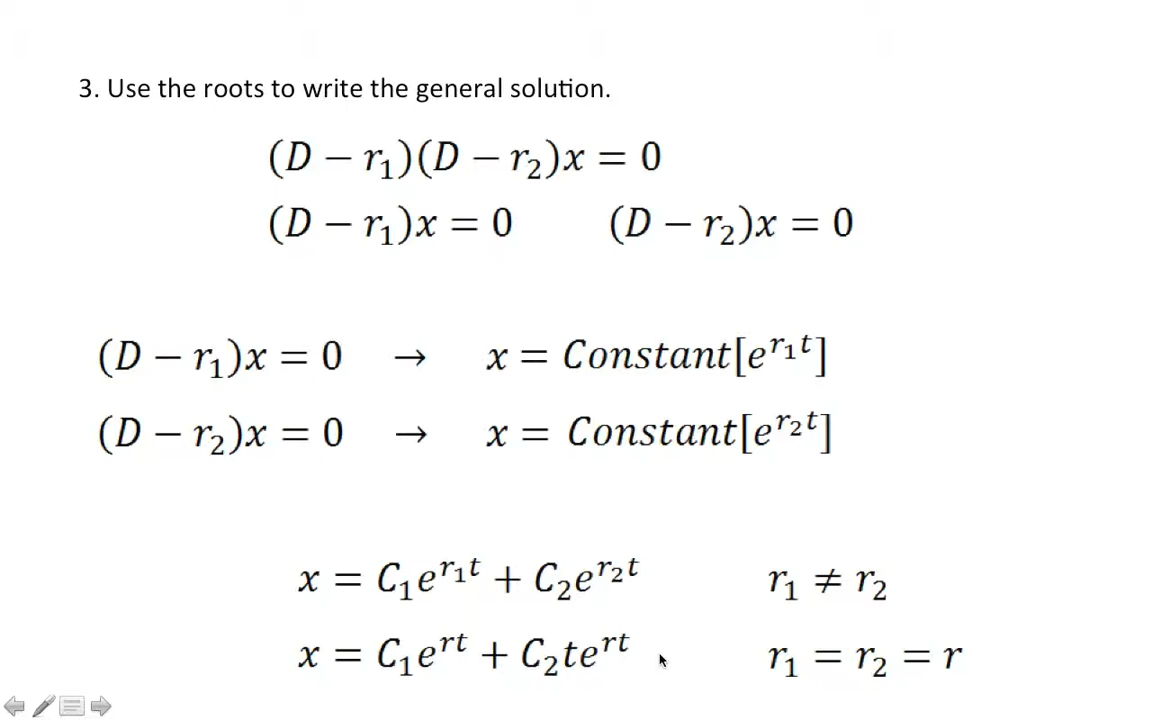 3. Use the roots to write the general solution.
(D − r₁)(D − r₂)x = 0
(D − r₁)x = 0 (D − r₂)x = 0
(D − r₁)x = 0 → x = Constant[e^{r₁t}]
(D − r₂)x = 0 → x = Constant[e^{r₂t}]
x = C₁e^{r₁t} + C₂e^{r₂t} r₁ ≠ r₂
x = C₁e^{rt} + C₂te^{rt} r₁ = r₂ = r